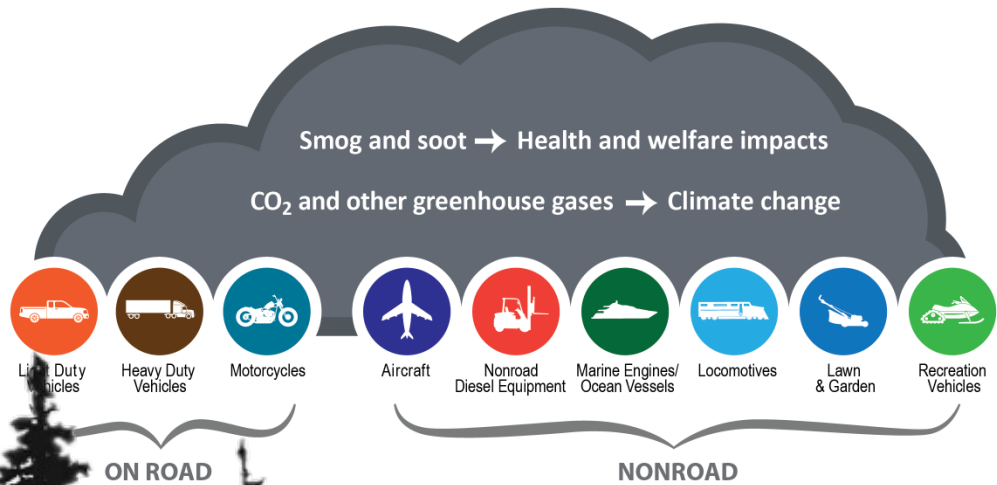 Smog and soot → Health and welfare impacts
CO₂ and other greenhouse gases → Climate change
Duty
Heavy Duty
Vehicles
Motorcycles
Aircraft
Nonroad
Diesel Equipment
Marine Engines/
Ocean Vessels
Locomotives
Lawn
& Garden
Recreation
Vehicles
ON ROAD
NONROAD